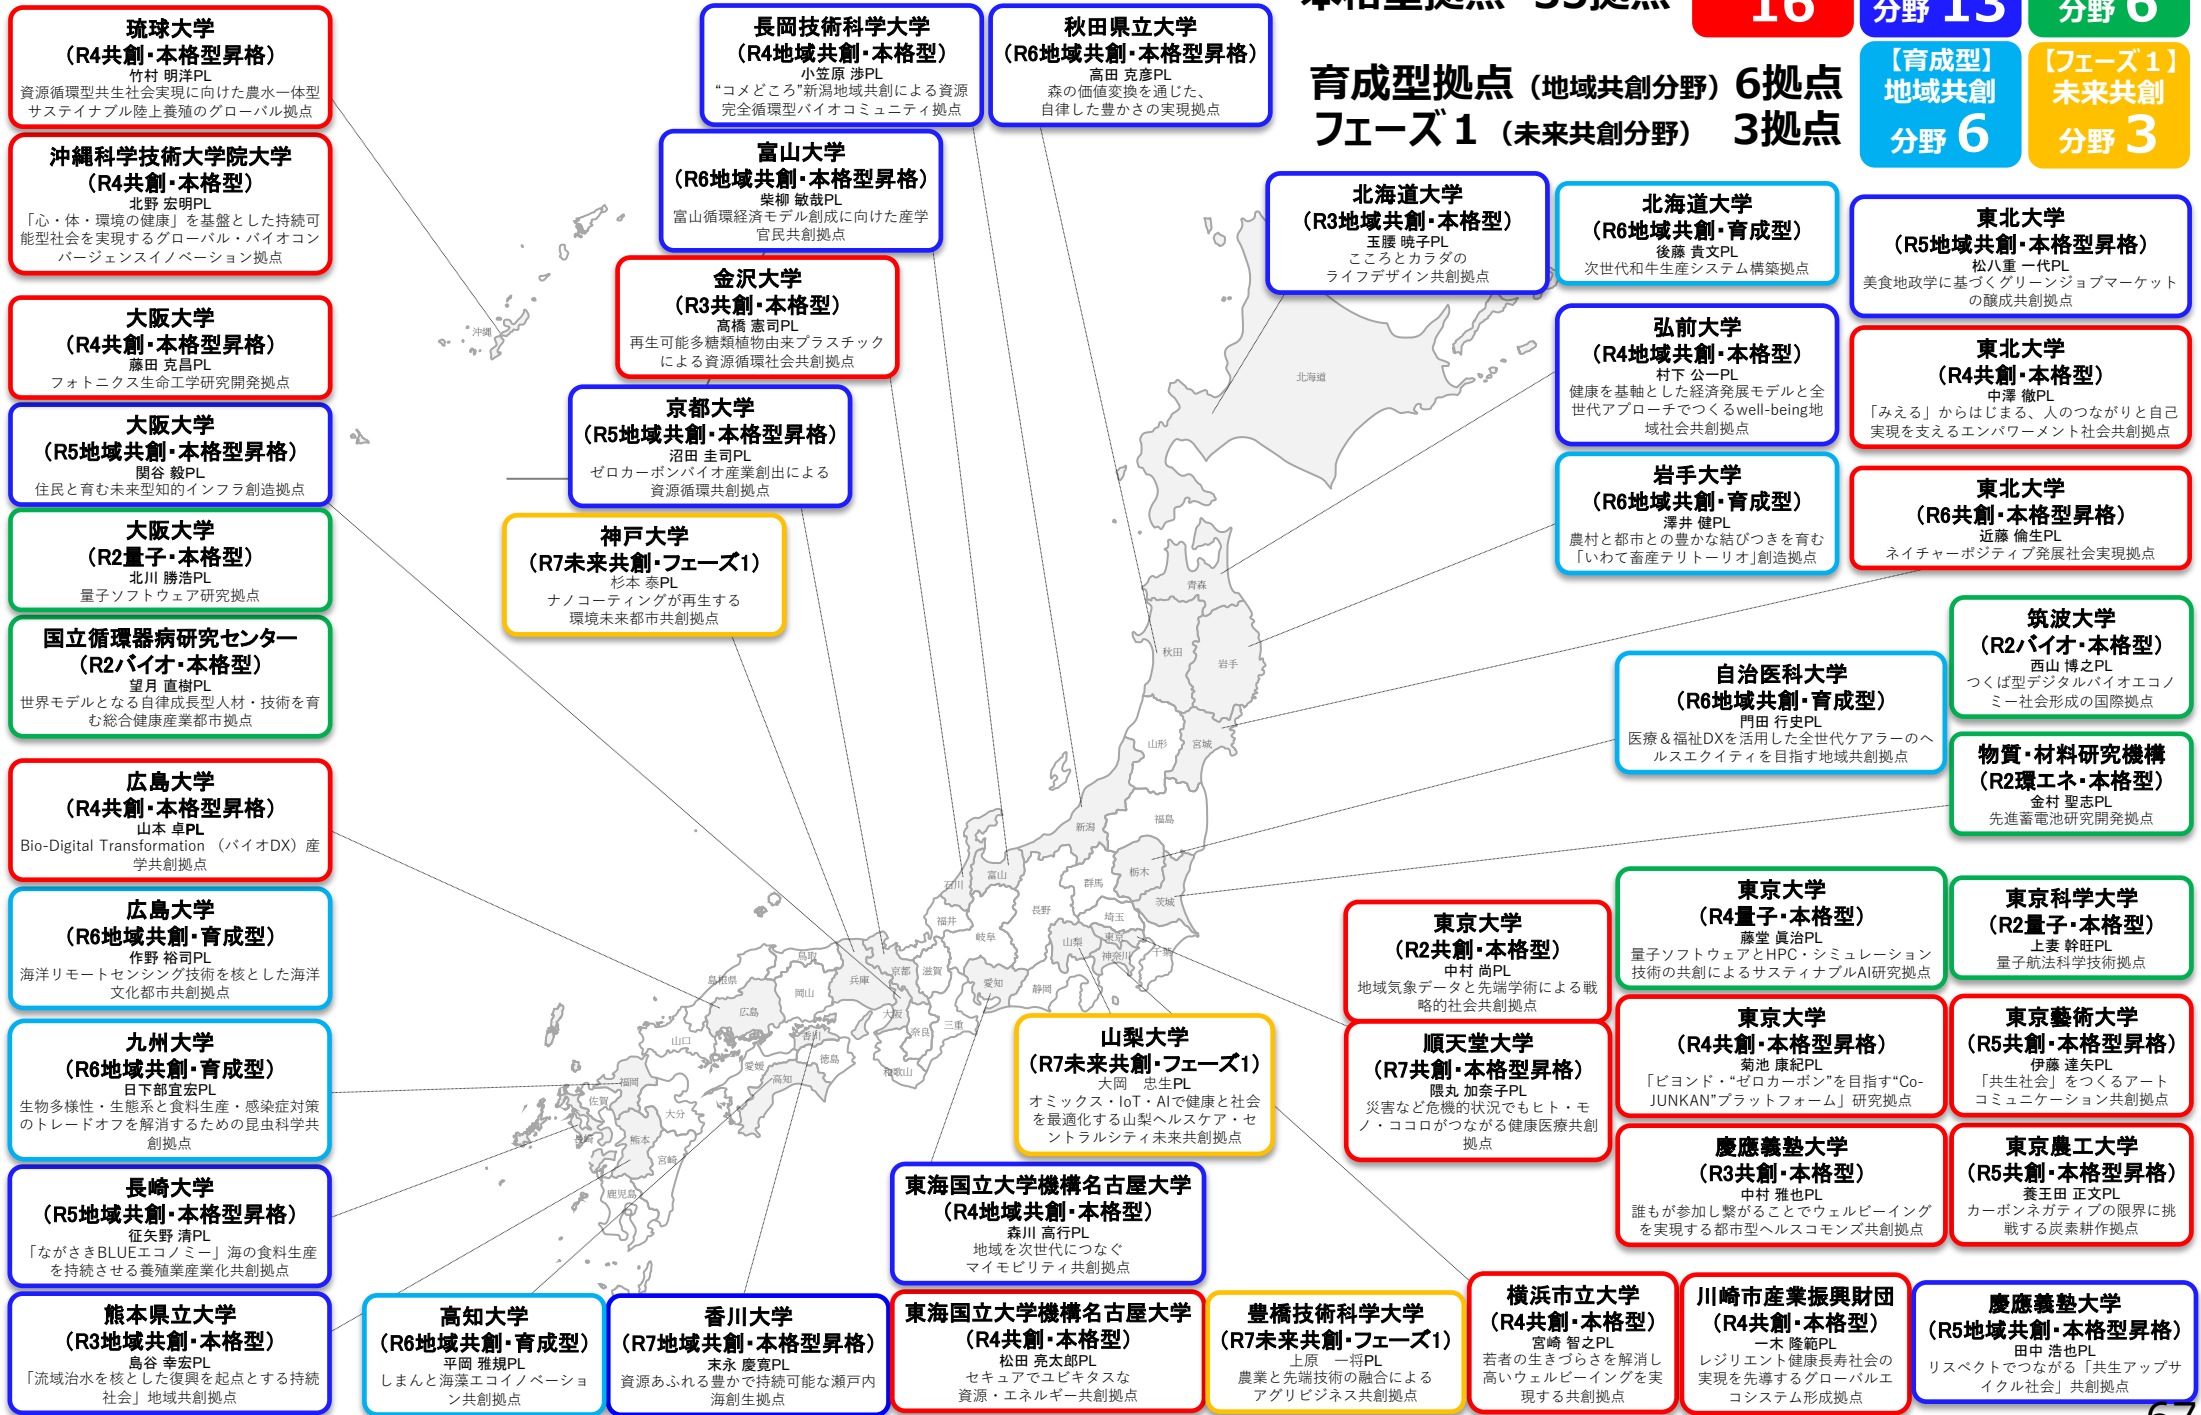 本格型拠点 35拠点
16
分野 13
分野 6
育成型拠点（地域共創分野）6拠点
フェーズ1（未来共創分野） 3拠点
【育成型】
地域共創
分野 6
【フェーズ1】
未来共創
分野 3
琉球大学
（R4共創・本格型昇格）
竹村 明洋PL
資源循環型共生社会実現に向けた農水一体型
サステイナブル陸上養殖のグローバル拠点
沖縄科学技術大学院大学
（R4共創・本格型）
北野 宏明PL
「心・体・環境の健康」を基盤とした持続可
能型社会を実現するグローバル・バイオコン
バージェンスイノベーション拠点
大阪大学
（R4共創・本格型昇格）
藤田 克昌PL
フォトニクス生命工学研究開発拠点
大阪大学
（R5地域共創・本格型昇格）
関谷 毅PL
住民と育む未来型知的インフラ創造拠点
大阪大学
（R2量子・本格型）
北川 勝浩PL
量子ソフトウェア研究拠点
国立循環器病研究センター
（R2バイオ・本格型）
望月 直樹PL
世界モデルとなる自律成長型人材・技術を育
む総合健康産業都市拠点
広島大学
（R4共創・本格型昇格）
山本 卓PL
Bio-Digital Transformation （バイオDX）産
学共創拠点
広島大学
（R6地域共創・育成型）
作野 裕司PL
海洋リモートセンシング技術を核とした海洋
文化都市共創拠点
九州大学
（R6地域共創・育成型）
日下部宜宏PL
生物多様性・生態系と食料生産・感染症対策
のトレードオフを解消するための昆虫科学共
創拠点
長崎大学
（R5地域共創・本格型昇格）
征矢野 清PL
「ながさきBLUEエコノミー」海の食料生産
を持続させる養殖業産業化共創拠点
熊本県立大学
（R3地域共創・本格型）
島谷 幸宏PL
「流域治水を核とした復興を起点とする持続
社会」地域共創拠点
長岡技術科学大学
（R4地域共創・本格型）
小笠原 渉PL
“コメどころ”新潟地域共創による資源
完全循環型バイオコミュニティ拠点
秋田県立大学
（R6地域共創・本格型昇格）
高田 克彦PL
森の価値変換を通じた、
自律した豊かさの実現拠点
富山大学
（R6地域共創・本格型昇格）
柴柳 敏哉PL
富山循環経済モデル創成に向けた産学
官民共創拠点
金沢大学
（R3共創・本格型）
髙橋 憲司PL
再生可能多糖類植物由来プラスチック
による資源循環社会共創拠点
京都大学
（R5地域共創・本格型昇格）
沼田 圭司PL
ゼロカーボンバイオ産業創出による
資源循環共創拠点
神戸大学
（R7未来共創・フェーズ1）
杉本 泰PL
ナノコーティングが再生する
環境未来都市共創拠点
北海道大学
（R3地域共創・本格型）
玉腰 暁子PL
こころとカラダの
ライフデザイン共創拠点
北海道大学
（R6地域共創・育成型）
後藤 貴文PL
次世代和牛生産システム構築拠点
東北大学
（R5地域共創・本格型昇格）
松八重 一代PL
美食地政学に基づくグリーンジョブマーケット
の醸成共創拠点
弘前大学
（R4地域共創・本格型）
村下 公一PL
健康を基軸とした経済発展モデルと全
世代アプローチでつくるwell-being地
域社会共創拠点
東北大学
（R4共創・本格型）
中澤 徹PL
「みえる」からはじまる、人のつながりと自己
実現を支えるエンパワーメント社会共創拠点
岩手大学
（R6地域共創・育成型）
澤井 健PL
農村と都市との豊かな結びつきを育む
「いわて畜産テリトーリオ」創造拠点
東北大学
（R6共創・本格型昇格）
近藤 倫生PL
ネイチャーポジティブ発展社会実現拠点
筑波大学
（R2バイオ・本格型）
西山 博之PL
つくば型デジタルバイオエコノ
ミー社会形成の国際拠点
自治医科大学
（R6地域共創・育成型）
門田 行史PL
医療＆福祉DXを活用した全世代ケアラーのヘ
ルスエクイティを目指す地域共創拠点
物質・材料研究機構
（R2環エネ・本格型）
金村 聖志PL
先進蓄電池研究開発拠点
東京大学
（R2共創・本格型）
中村 尚PL
地域気象データと先端学術による戦
略的社会共創拠点
東京大学
（R4量子・本格型）
藤堂 眞治PL
量子ソフトウェアとHPC・シミュレーション
技術の共創によるサスティナブルAI研究拠点
東京科学大学
（R2量子・本格型）
上妻 幹旺PL
量子航法科学技術拠点
順天堂大学
（R7共創・本格型昇格）
隈丸 加奈子PL
災害など危機的状況でもヒト・モ
ノ・ココロがつながる健康医療共創
拠点
東京大学
（R4共創・本格型昇格）
菊池 康紀PL
「ビヨンド・“ゼロカーボン”を目指す“Co-
JUNKAN”プラットフォーム」研究拠点
東京藝術大学
（R5共創・本格型昇格）
伊藤 達矢PL
「共生社会」をつくるアート
コミュニケーション共創拠点
慶應義塾大学
（R3共創・本格型）
中村 雅也PL
誰もが参加し繋がることでウェルビーイング
を実現する都市型ヘルスコモンズ共創拠点
東京農工大学
（R5共創・本格型昇格）
養王田 正文PL
カーボンネガティブの限界に挑
戦する炭素耕作拠点
山梨大学
（R7未来共創・フェーズ1）
大岡 忠生PL
オミックス・IoT・AIで健康と社会
を最適化する山梨ヘルスケア・セ
ントラルシティ未来共創拠点
東海国立大学機構名古屋大学
（R4地域共創・本格型）
森川 高行PL
地域を次世代につなぐ
マイモビリティ共創拠点
高知大学
（R6地域共創・育成型）
平岡 雅規PL
しまんと海藻エコイノベーショ
ン共創拠点
香川大学
（R7地域共創・本格型昇格）
末永 慶寛PL
資源あふれる豊かで持続可能な瀬戸内
海創生拠点
東海国立大学機構名古屋大学
（R4共創・本格型）
松田 亮太郎PL
セキュアでユビキタスな
資源・エネルギー共創拠点
豊橋技術科学大学
（R7未来共創・フェーズ1）
上原 一将PL
農業と先端技術の融合による
アグリビジネス共創拠点
横浜市立大学
（R4共創・本格型）
宮崎 智之PL
若者の生きづらさを解消し
高いウェルビーイングを実
現する共創拠点
川崎市産業振興財団
（R4共創・本格型）
一木 隆範PL
レジリエント健康長寿社会の
実現を先導するグローバルエ
コシステム形成拠点
慶應義塾大学
（R5地域共創・本格型昇格）
田中 浩也PL
リスペクトでつながる「共生アップサ
イクル社会」共創拠点
沖縄
北海道
青森
秋田
岩手
山形
宮城
新潟
福島
石川
富山
群馬
栃木
茨城
福井
長野
埼玉
岐阜
山梨
東京
神奈川
千葉
鳥取
島根県
兵庫
京都
滋賀
愛知
静岡
岡山
広島
大阪
奈良
三重
山口
香川
徳島
愛媛
高知
和歌山
福岡
佐賀
大分
長崎
熊本
宮崎
鹿児島
67